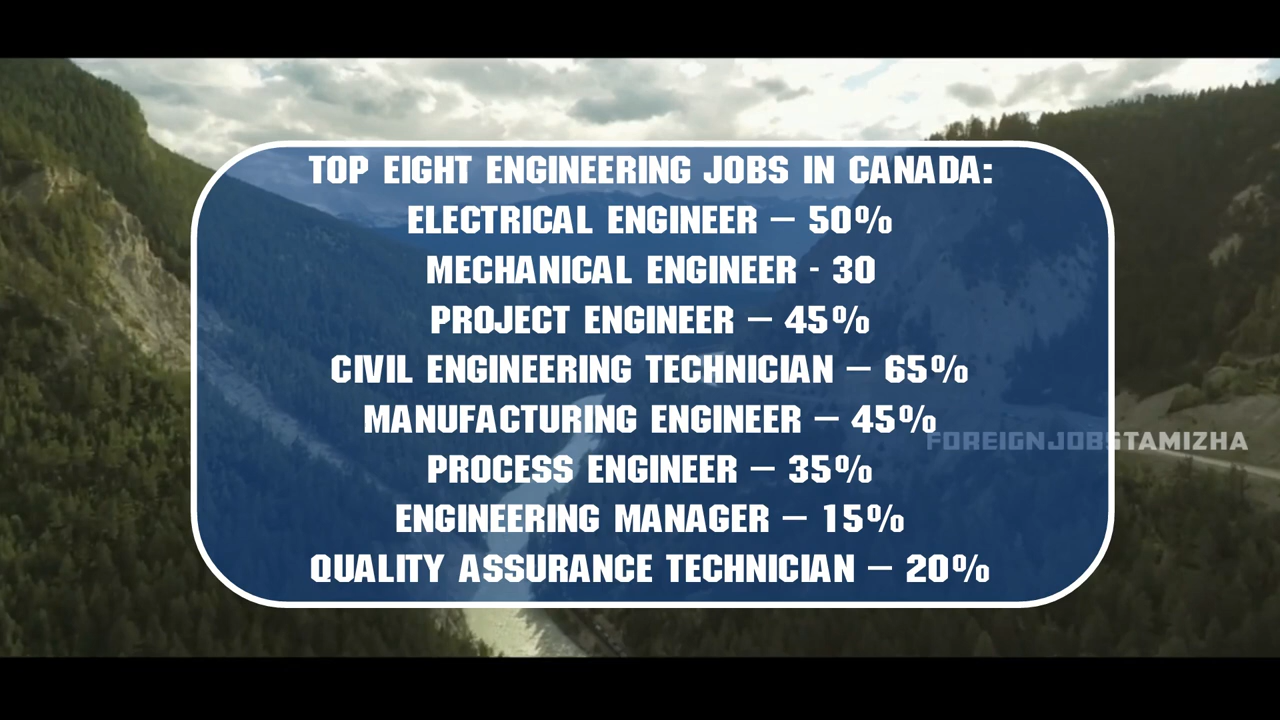 TOP EIGHT ENGINEERING JOBS IN CANADA:
ELECTRICAL ENGINEER – 50%
MECHANICAL ENGINEER - 30
PROJECT ENGINEER – 45%
CIVIL ENGINEERING TECHNICIAN – 65%
MANUFACTURING ENGINEER – 45%
FOREIGNJOBSTAMIZHA
PROCESS ENGINEER – 35%
ENGINEERING MANAGER – 15%
QUALITY ASSURANCE TECHNICIAN – 20%